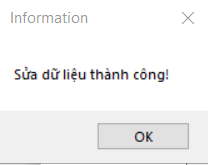 Information
Sửa dữ liệu thành công!
OK